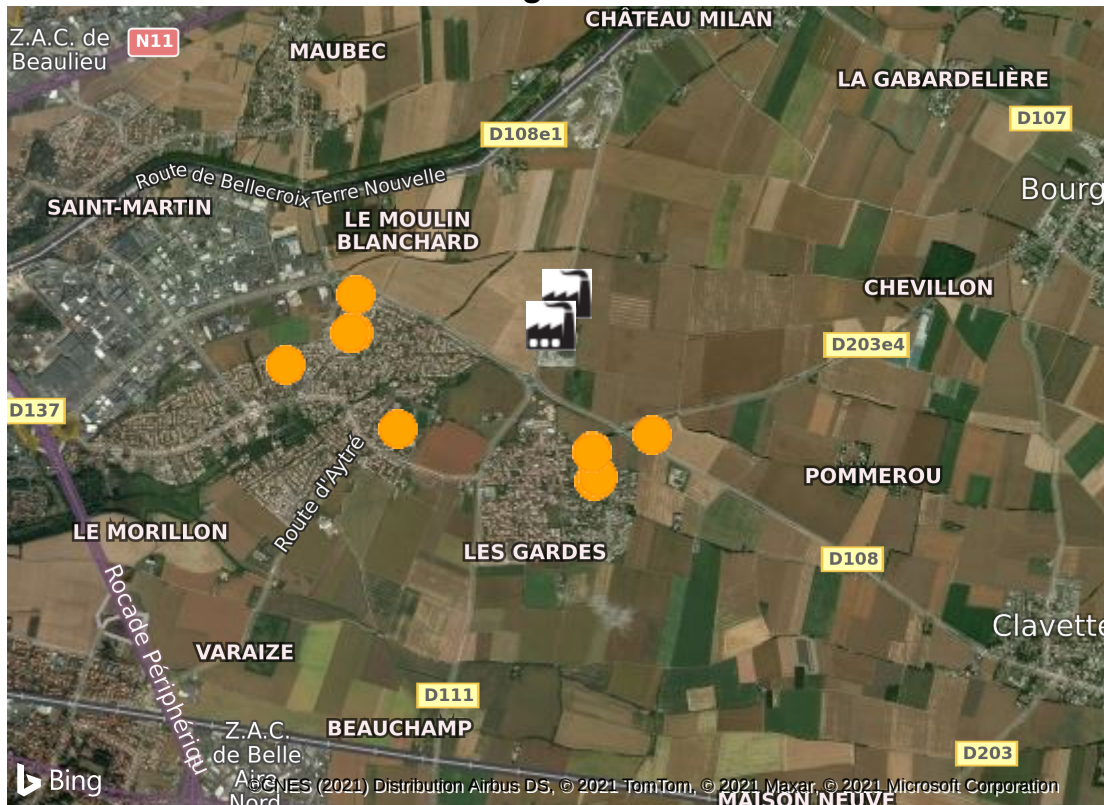 CHÂTEAU MILAN
Z.A.C. de
Beaulieu
N11
MAUBEC
LA GABARDELIÈRE
D107
D108e1
Route de Bellecroix
Terre Nouvelle
Bourg
SAINT-MARTIN
LE MOULIN
BLANCHARD
CHEVILLON
D203e4
D137
Route d'Aytré
POMMEROU
LE MORILLON
LES GARDES
D108
Rocade Périphériqu
Clavette
VARAIZE
D111
BEAUCHAMP
Z.A.C.
de Belle
Aire
Nord
D203
Bing
©CNES (2021) Distribution Airbus DS, © 2021 TomTom, © 2021 Maxar, © 2021 Microsoft Corporation
MAISON NEUVE